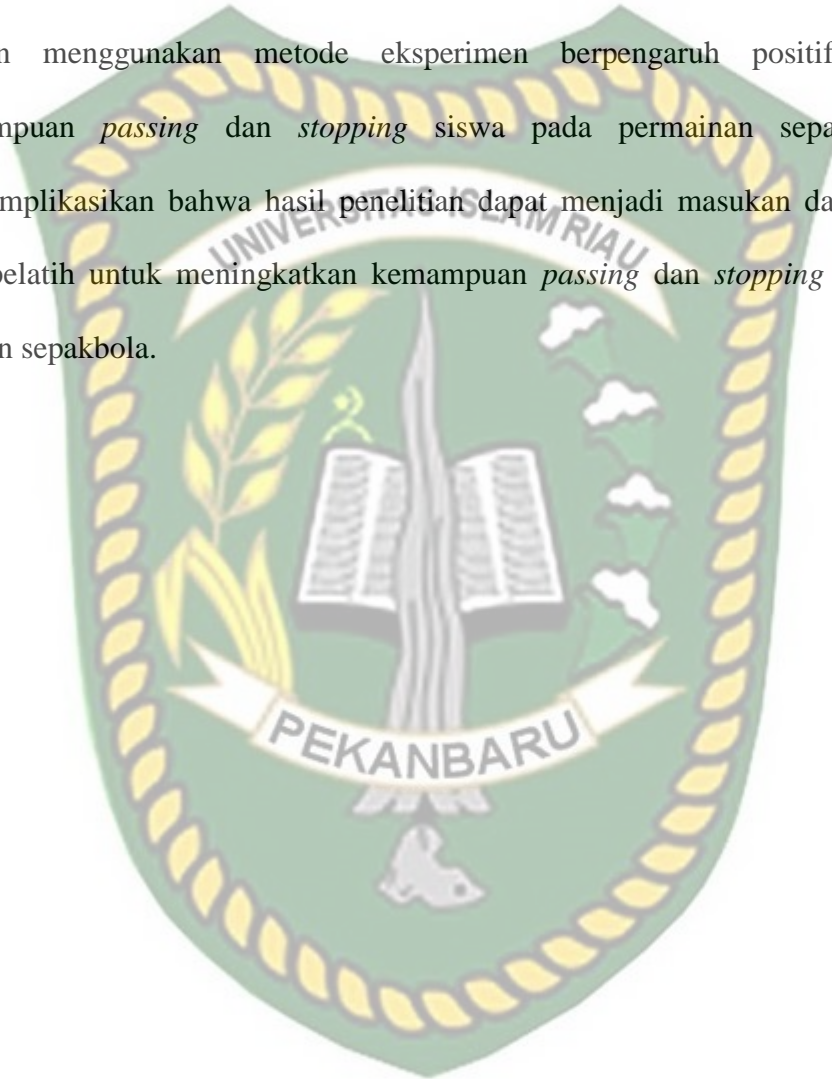 n menggunakan metode eksperimen berpengaruh positif
mpuan passing dan stopping siswa pada permainan sepa
mplikasikan bahwa hasil penelitian dapat menjadi masukan da
pelatih untuk meningkatkan kemampuan passing dan stopping
n sepakbola.
UNIVERSITAS ISLAM RIAU
PEKANBARU